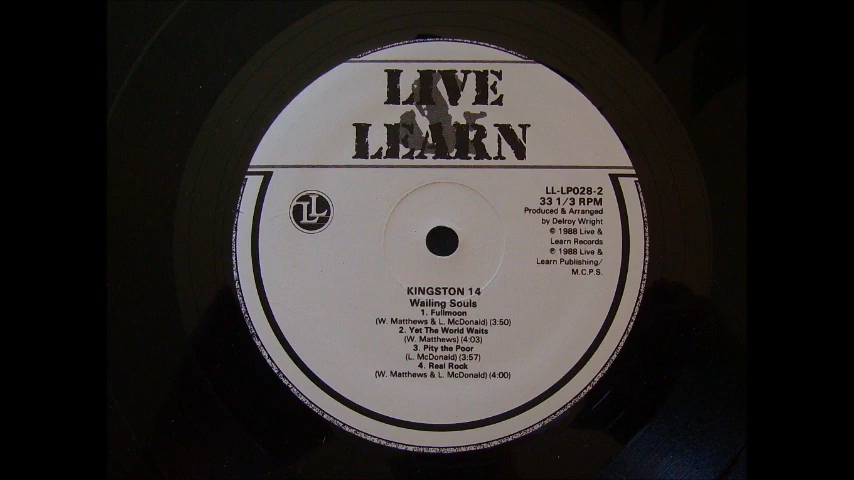 LIVE
LEARN
LL
LL-LP028-2
33 1/3 RPM
Produced & Arranged
by Delroy Wright
© 1988 Live &
Learn Records
℗ 1988 Live &
Learn Publishing/
M.C.P.S.
KINGSTON 14
Wailing Souls
1. Fullmoon
(W. Matthews & L. McDonald) (3:50)
2. Yet The World Waits
(W. Matthews) (4:03)
3. Pity the Poor
(L. McDonald) (3:57)
4. Real Rock
(W. Matthews & L. McDonald) (4:00)